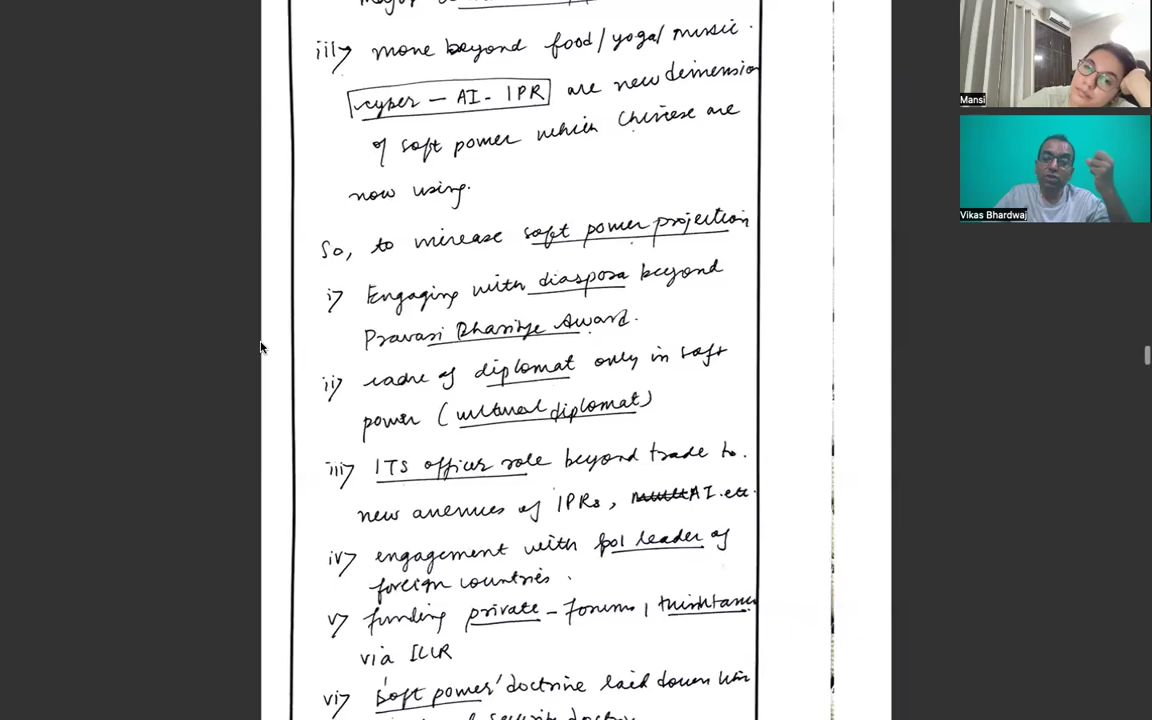 iii) move beyond food/yoga/music.
cyber - AI - IPR are new dimension
of soft power which Chinese are
now using.
So, to increase soft power projection
i) Engaging with diaspora beyond
Pravasi Bhartiya Award.
ii) cadre of diplomat only in soft
power (cultural diplomat)
iii) ITS officer role beyond trade to
new avenues of IPRs, AI etc.
iv) engagement with pol leader of
foreign countries.
v) funding private - forums, thinktanks
via ICCR
vi) 'soft power' doctrine laid down
security
Mansi
Vikas Bhardwaj